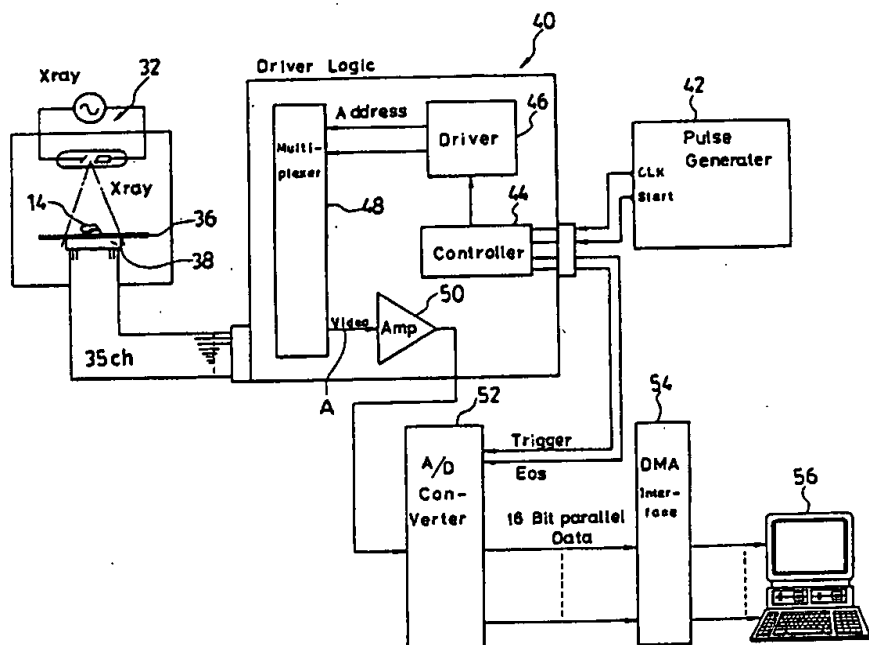 40
Driver Logic
Xray
32
42
Address
46
Pulse
Generater
Multi-
plexer
Driver
CLK
Xray
Start
14
36
48
44
Controller
38
50
Video
Amp
35ch
A
52
54
Trigger
A/D
Con-
Verter
Eos
DMA
Inter-
fase
56
16 Bit parallel
Data